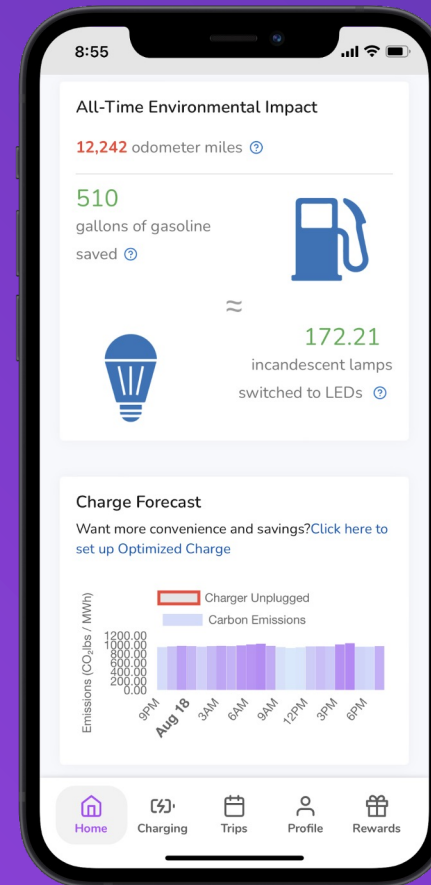 8:55
All-Time Environmental Impact
12,242 odometer miles
510
gallons of gasoline
saved
≈
172.21
incandescent lamps
switched to LEDs
Charge Forecast
Want more convenience and savings?Click here to
set up Optimized Charge
Charger Unplugged
Carbon Emissions
Emissions (CO₂lbs / MWh)
1200.00
1000.00
800.00
600.00
400.00
200.00
0.00
9PM
Aug 18
3AM
6AM
9AM
12PM
3PM
6PM
Home
Charging
Trips
Profile
Rewards